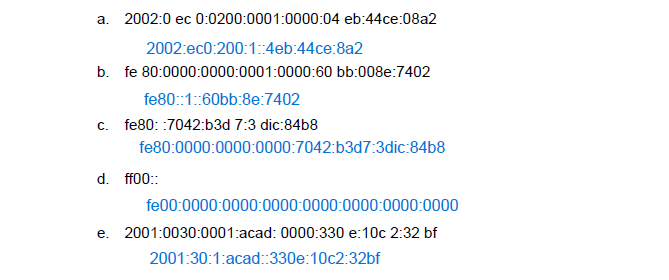 a. 2002:0 ec 0:0200:0001:0000:04 eb:44ce:08a2
2002:ec0:200:1::4eb:44ce:8a2
b. fe 80:0000:0000:0001:0000:60 bb:008e:7402
fe80::1::60bb:8e:7402
c. fe80: :7042:b3d 7:3 dic:84b8
fe80:0000:0000:0000:7042:b3d7:3dic:84b8
d. ff00::
fe00:0000:0000:0000:0000:0000:0000:0000
e. 2001:0030:0001:acad: 0000:330 e:10c 2:32 bf
2001:30:1:acad::330e:10c2:32bf